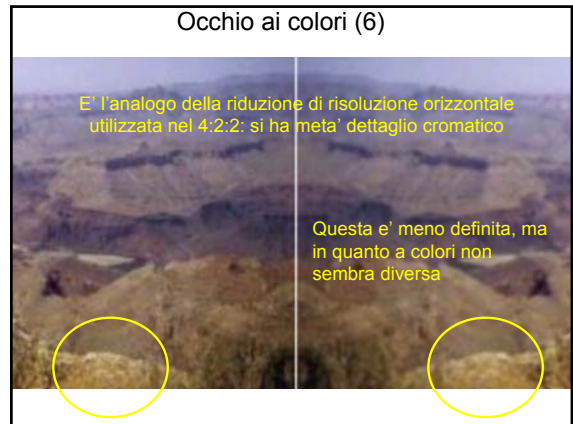 Occhio ai colori (6)
E' l'analogo della riduzione di risoluzione orizzontale
utilizzata nel 4:2:2: si ha meta' dettaglio cromatico
Questa e' meno definita, ma
in quanto a colori non
sembra diversa